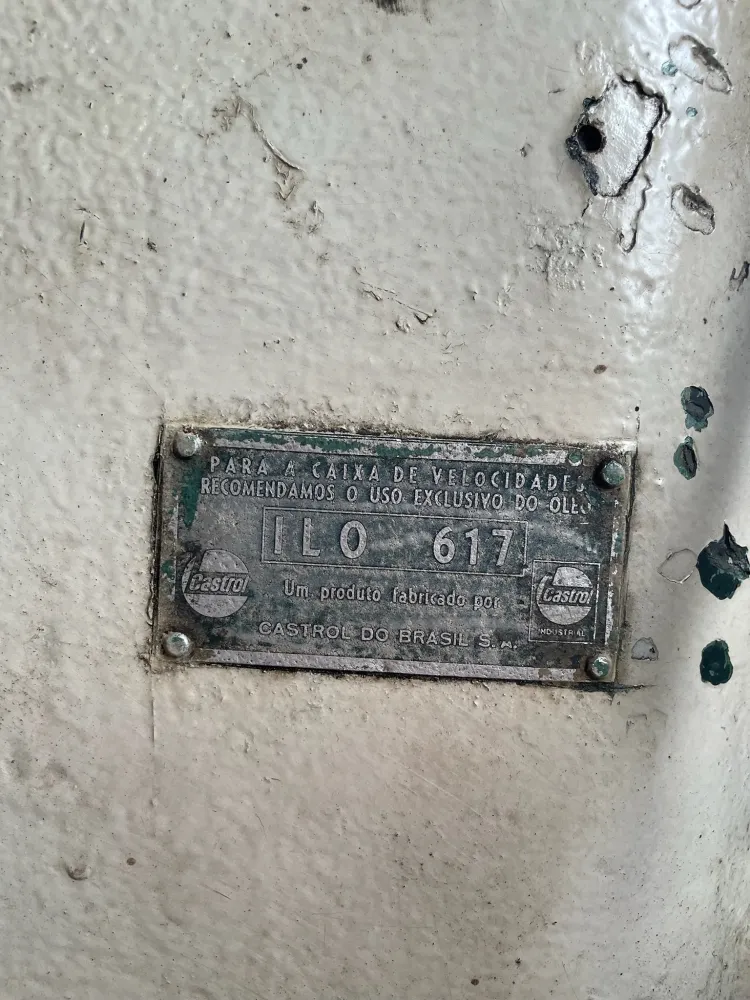 PARA A CAIXA DE VELOCIDADES
RECOMENDAMOS O USO EXCLUSIVO DO ÓLEO
ILO 617
Castrol
Um produto fabricado por
CASTROL DO BRASIL S.A.
Castrol
INDUSTRIAL